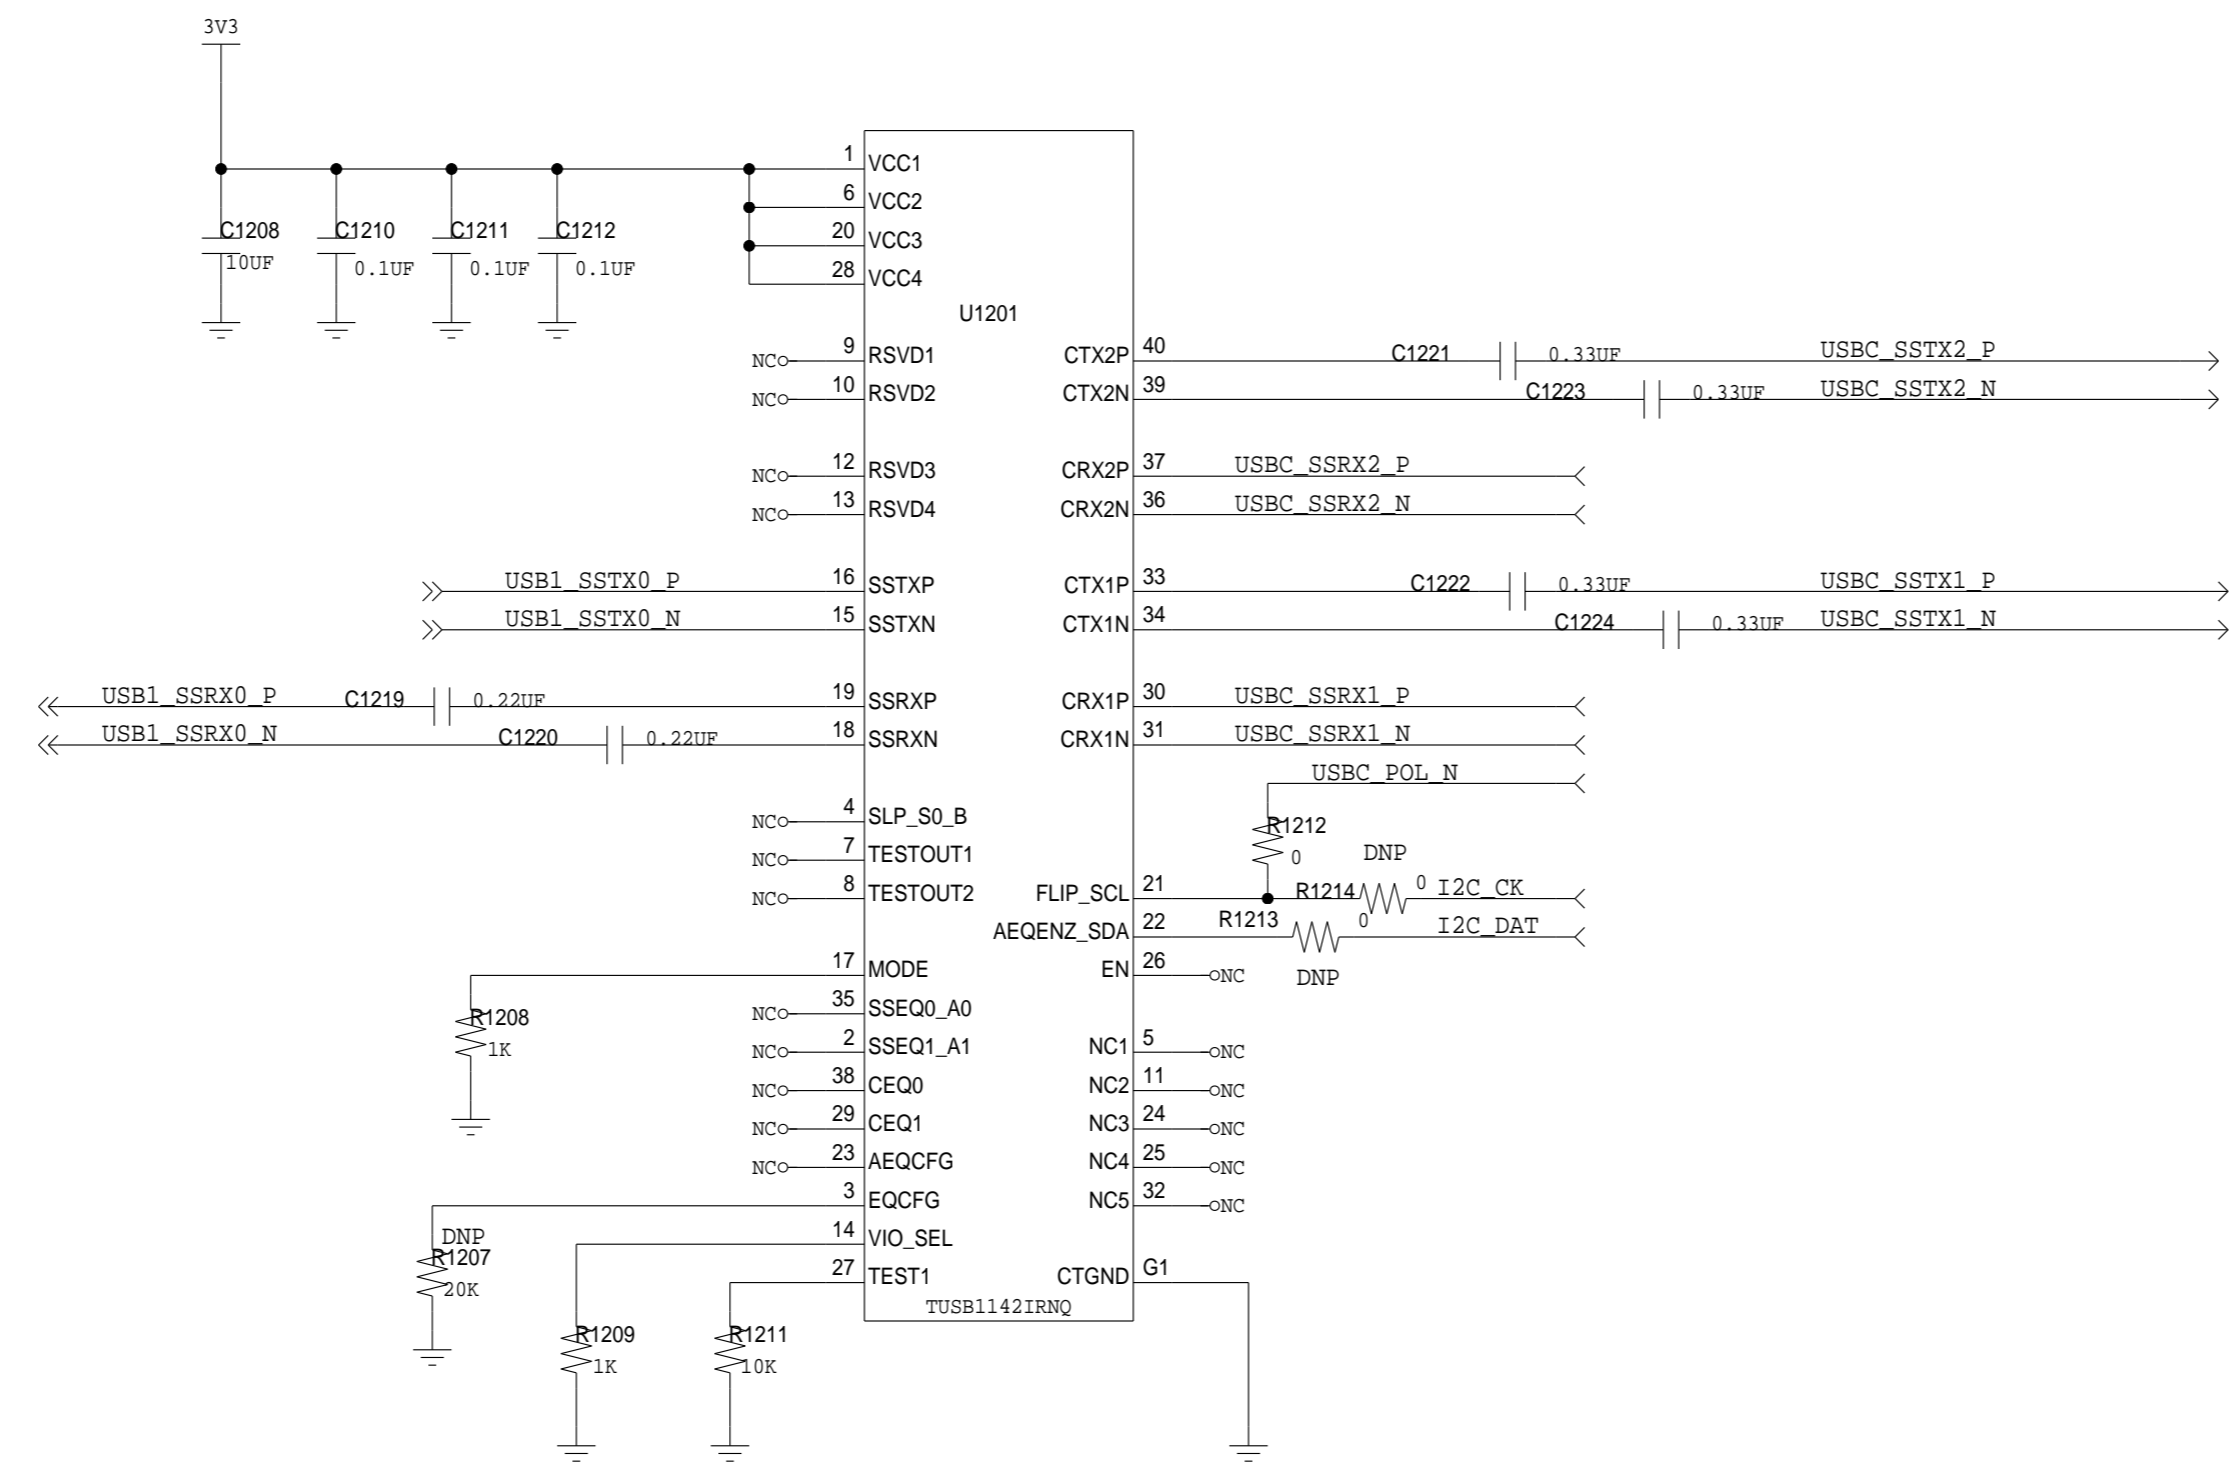 3V3
1 VCC1
6 VCC2
C1208 C1210 C1211 C1212 20 VCC3
10UF 0.1UF 0.1UF 0.1UF 28 VCC4
U1201
NC 9 RSVD1 CTX2P 40 C1221 0.33UF USBC_SSTX2_P
NC 10 RSVD2 CTX2N 39 C1223 0.33UF USBC_SSTX2_N
NC 12 RSVD3 CRX2P 37 USBC_SSRX2_P
NC 13 RSVD4 CRX2N 36 USBC_SSRX2_N
USB1_SSTX0_P 16 SSTXP CTX1P 33 C1222 0.33UF USBC_SSTX1_P
USB1_SSTX0_N 15 SSTXN CTX1N 34 C1224 0.33UF USBC_SSTX1_N
USB1_SSRX0_P C1219 0.22UF 19 SSRXP CRX1P 30 USBC_SSRX1_P
USB1_SSRX0_N C1220 0.22UF 18 SSRXN CRX1N 31 USBC_SSRX1_N
USBC_POL_N
NC 4 SLP_S0_B R1212
NC 7 TESTOUT1 0 DNP
NC 8 TESTOUT2 FLIP_SCL 21 R1214 0 I2C_CK
AEQENZ_SDA 22 R1213 0 I2C_DAT
17 MODE EN 26 NC DNP
R1208 NC 35 SSEQ0_A0
1K NC 2 SSEQ1_A1 NC1 5 NC
NC 38 CEQ0 NC2 11 NC
NC 29 CEQ1 NC3 24 NC
NC 23 AEQCFG NC4 25 NC
3 EQCFG NC5 32 NC
DNP 14 VIO_SEL
R1207 27 TEST1 CTGND G1
20K
TUSB1142IRNQ
R1209 R1211
1K 10K